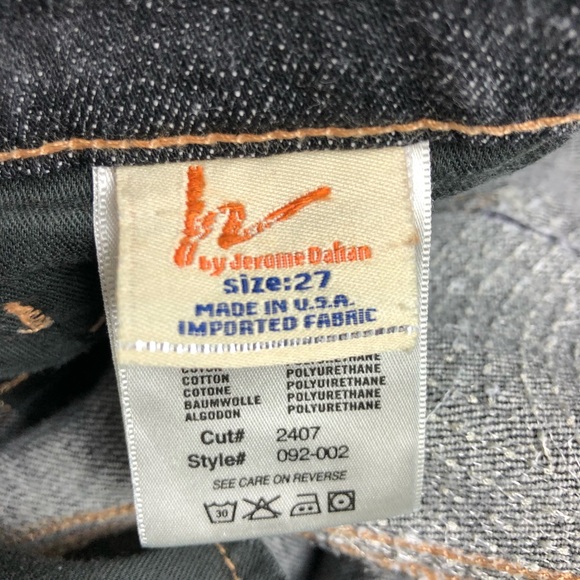 by Jerome Dahan
size:27
MADE IN U.S.A.
IMPORTED FABRIC
COTTON POLYURETHANE
COTONE POLYURETHANE
BAUMWOLLE POLYURETHANE
ALGODON POLYURETHANE
Cut# 2407
Style# 092-002
SEE CARE ON REVERSE
30